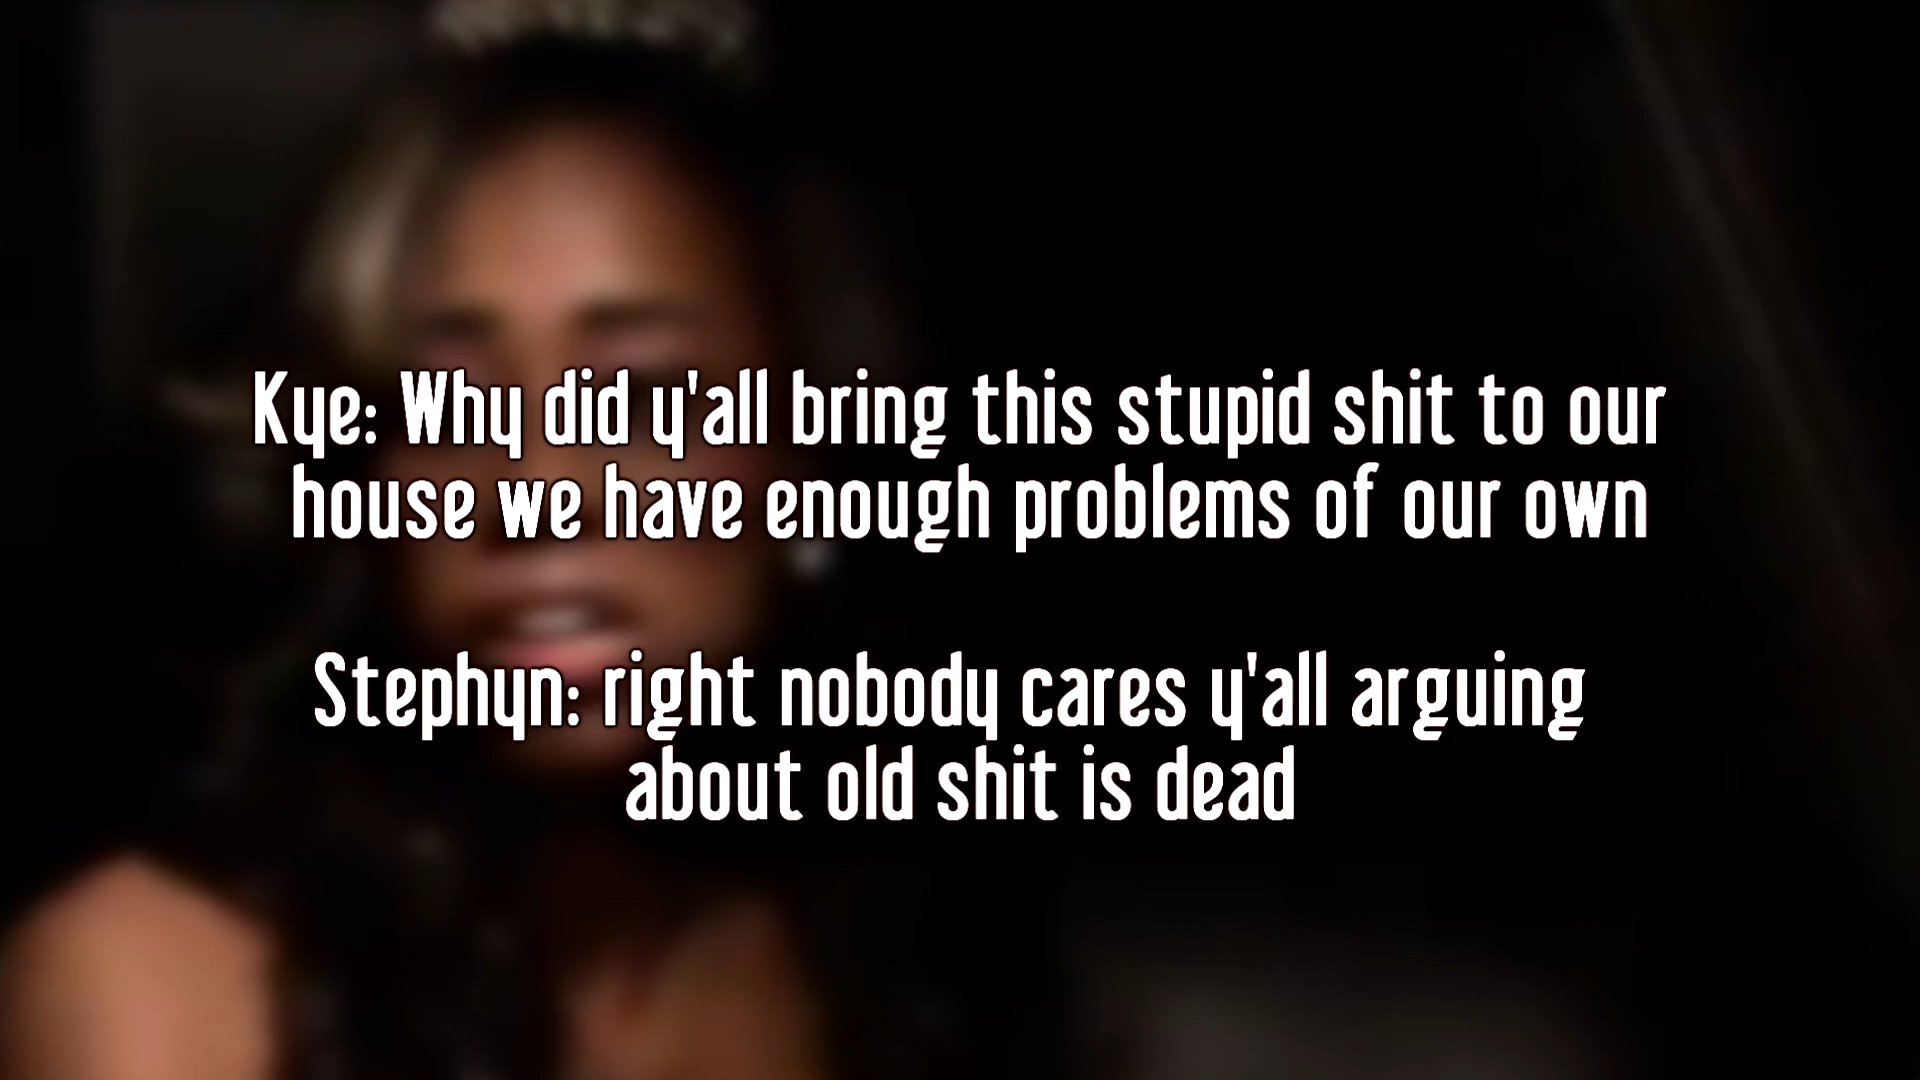 Kye: Why did y'all bring this stupid shit to our
house we have enough problems of our own
Stephyn: right nobody cares y'all arguing
about old shit is dead